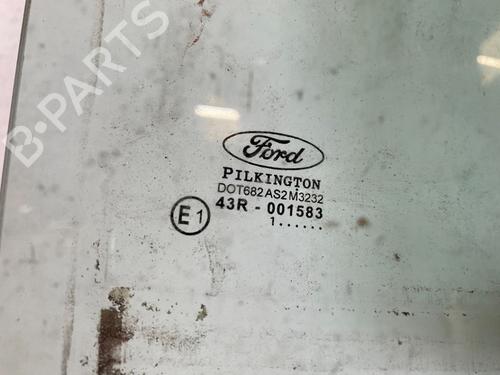 B-PARTS
Ford
PILKINGTON
DOT682 AS2 M3232
43R - 001583
E1
1......